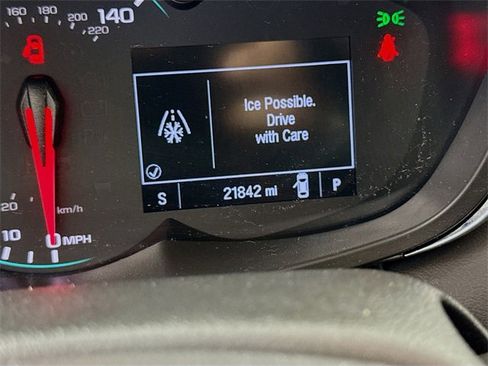 140
160
180
200
220
Ice Possible.
Drive
with Care
S 21842 mi P
20 km/h
10 0 MPH